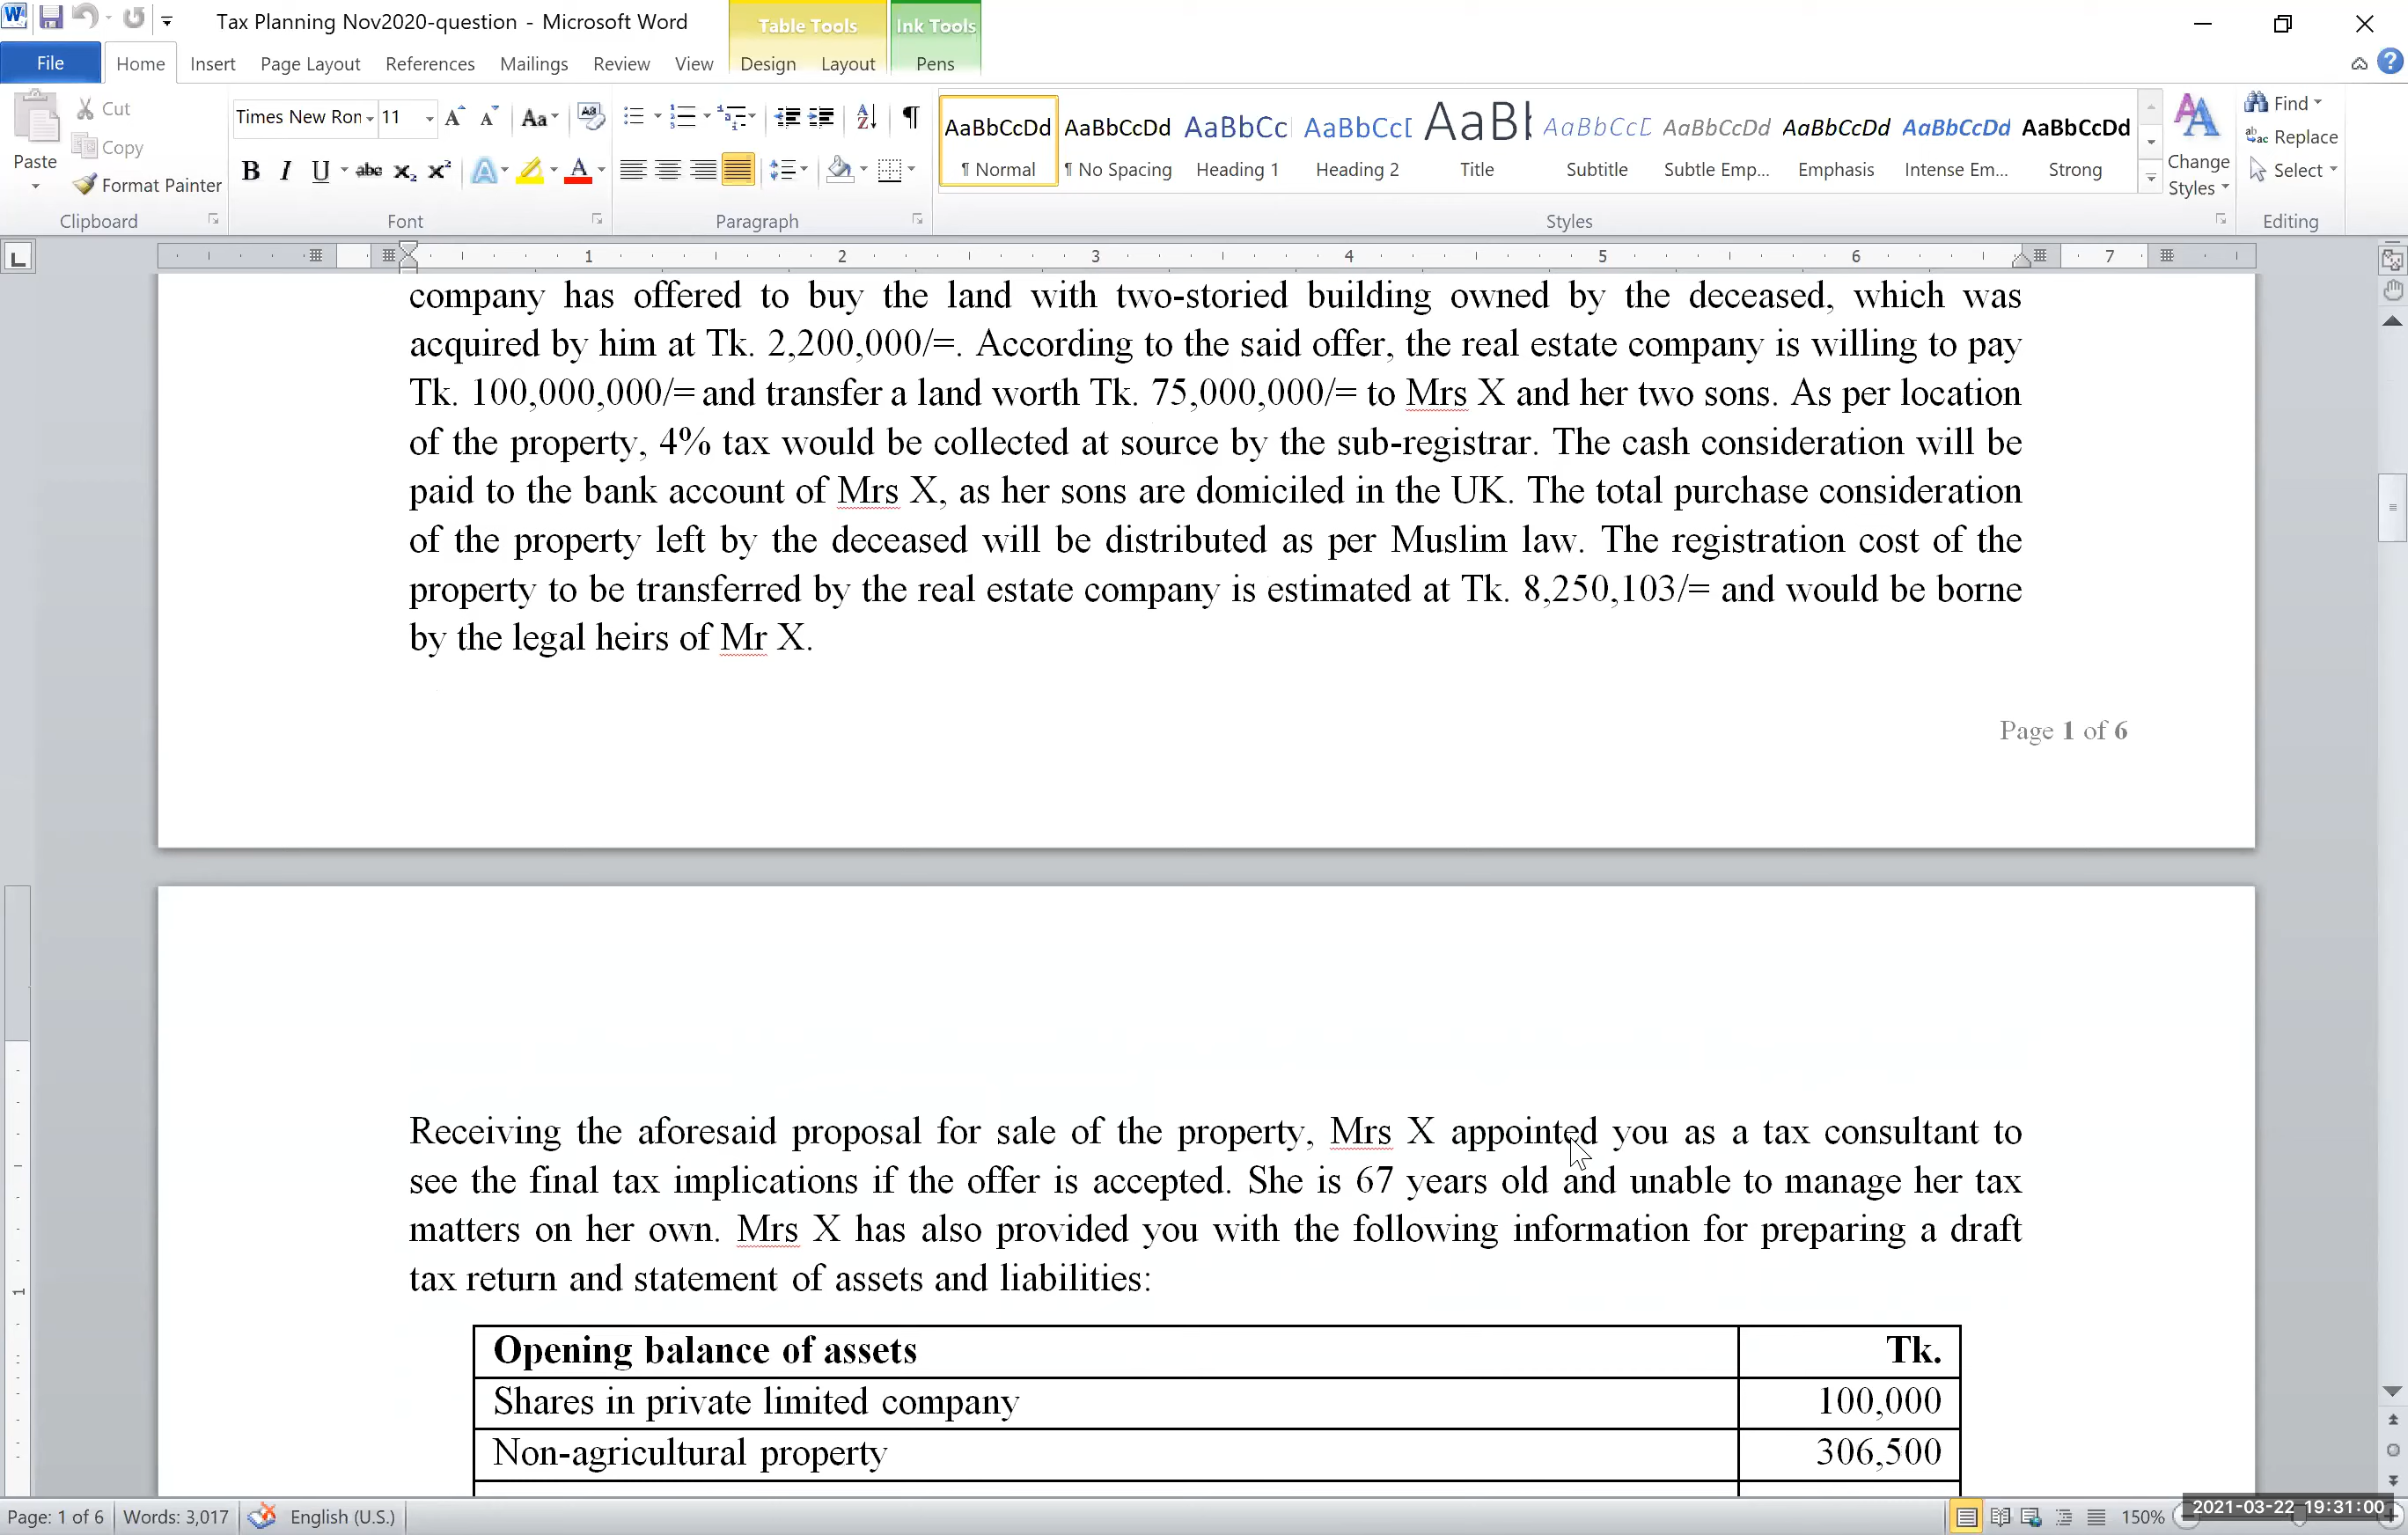 Tax Planning Nov2020-question - Microsoft Word
Table Tools
Ink Tools
File Home Insert Page Layout References Mailings Review View Design Layout Pens
Paste
Cut
Copy
Format Painter
Clipboard
Times New Ron 11
Font
Paragraph
AaBbCcDd AaBbCcDd AaBbCc AaBbCcD AaBl AaBbCcD AaBbCcDd AaBbCcDd AaBbCcDd AaBbCcDd
¶ Normal ¶ No Spacing Heading 1 Heading 2 Title Subtitle Subtle Emp... Emphasis Intense Em... Strong
Styles
Change
Styles
Find
Replace
Select
Editing
1 2 3 4 5 6 7
company has offered to buy the land with two-storied building owned by the deceased, which was
acquired by him at Tk. 2,200,000/=. According to the said offer, the real estate company is willing to pay
Tk. 100,000,000/= and transfer a land worth Tk. 75,000,000/= to Mrs X and her two sons. As per location
of the property, 4% tax would be collected at source by the sub-registrar. The cash consideration will be
paid to the bank account of Mrs X, as her sons are domiciled in the UK. The total purchase consideration
of the property left by the deceased will be distributed as per Muslim law. The registration cost of the
property to be transferred by the real estate company is estimated at Tk. 8,250,103/= and would be borne
by the legal heirs of Mr X.
Page 1 of 6
Receiving the aforesaid proposal for sale of the property, Mrs X appointed you as a tax consultant to
see the final tax implications if the offer is accepted. She is 67 years old and unable to manage her tax
matters on her own. Mrs X has also provided you with the following information for preparing a draft
tax return and statement of assets and liabilities:
Opening balance of assets Tk.
Shares in private limited company 100,000
Non-agricultural property 306,500
Page: 1 of 6 Words: 3,017 English (U.S.) 150%
2021-03-22 19:31:00